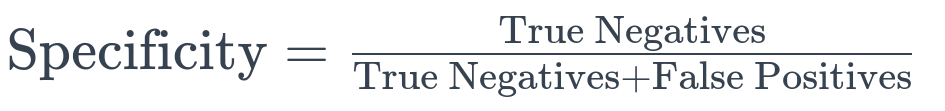 Specificity = True Negatives
True Negatives+False Positives